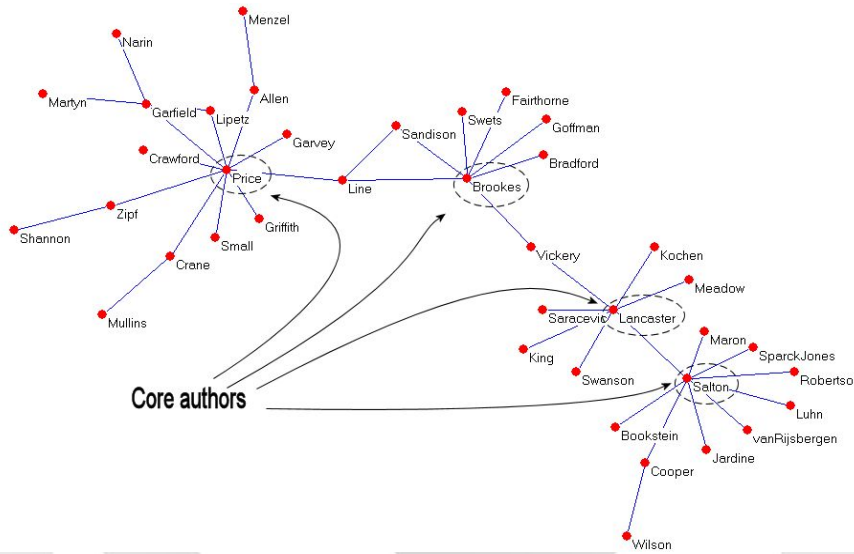 Menzel
Narin
Martyn
Allen
Garfield
Lipetz
Fairthorne
Swets
Sandison
Goffman
Garvey
Crawford
Bradford
Price
Line
Brookes
Zipf
Griffith
Shannon
Small
Vickery
Kochen
Crane
Meadow
Saracevic
Lancaster
Mullins
Maron
King
SparckJones
Swanson
Robertso
Salton
Core authors
Luhn
Bookstein
vanRijsbergen
Jardine
Cooper
Wilson